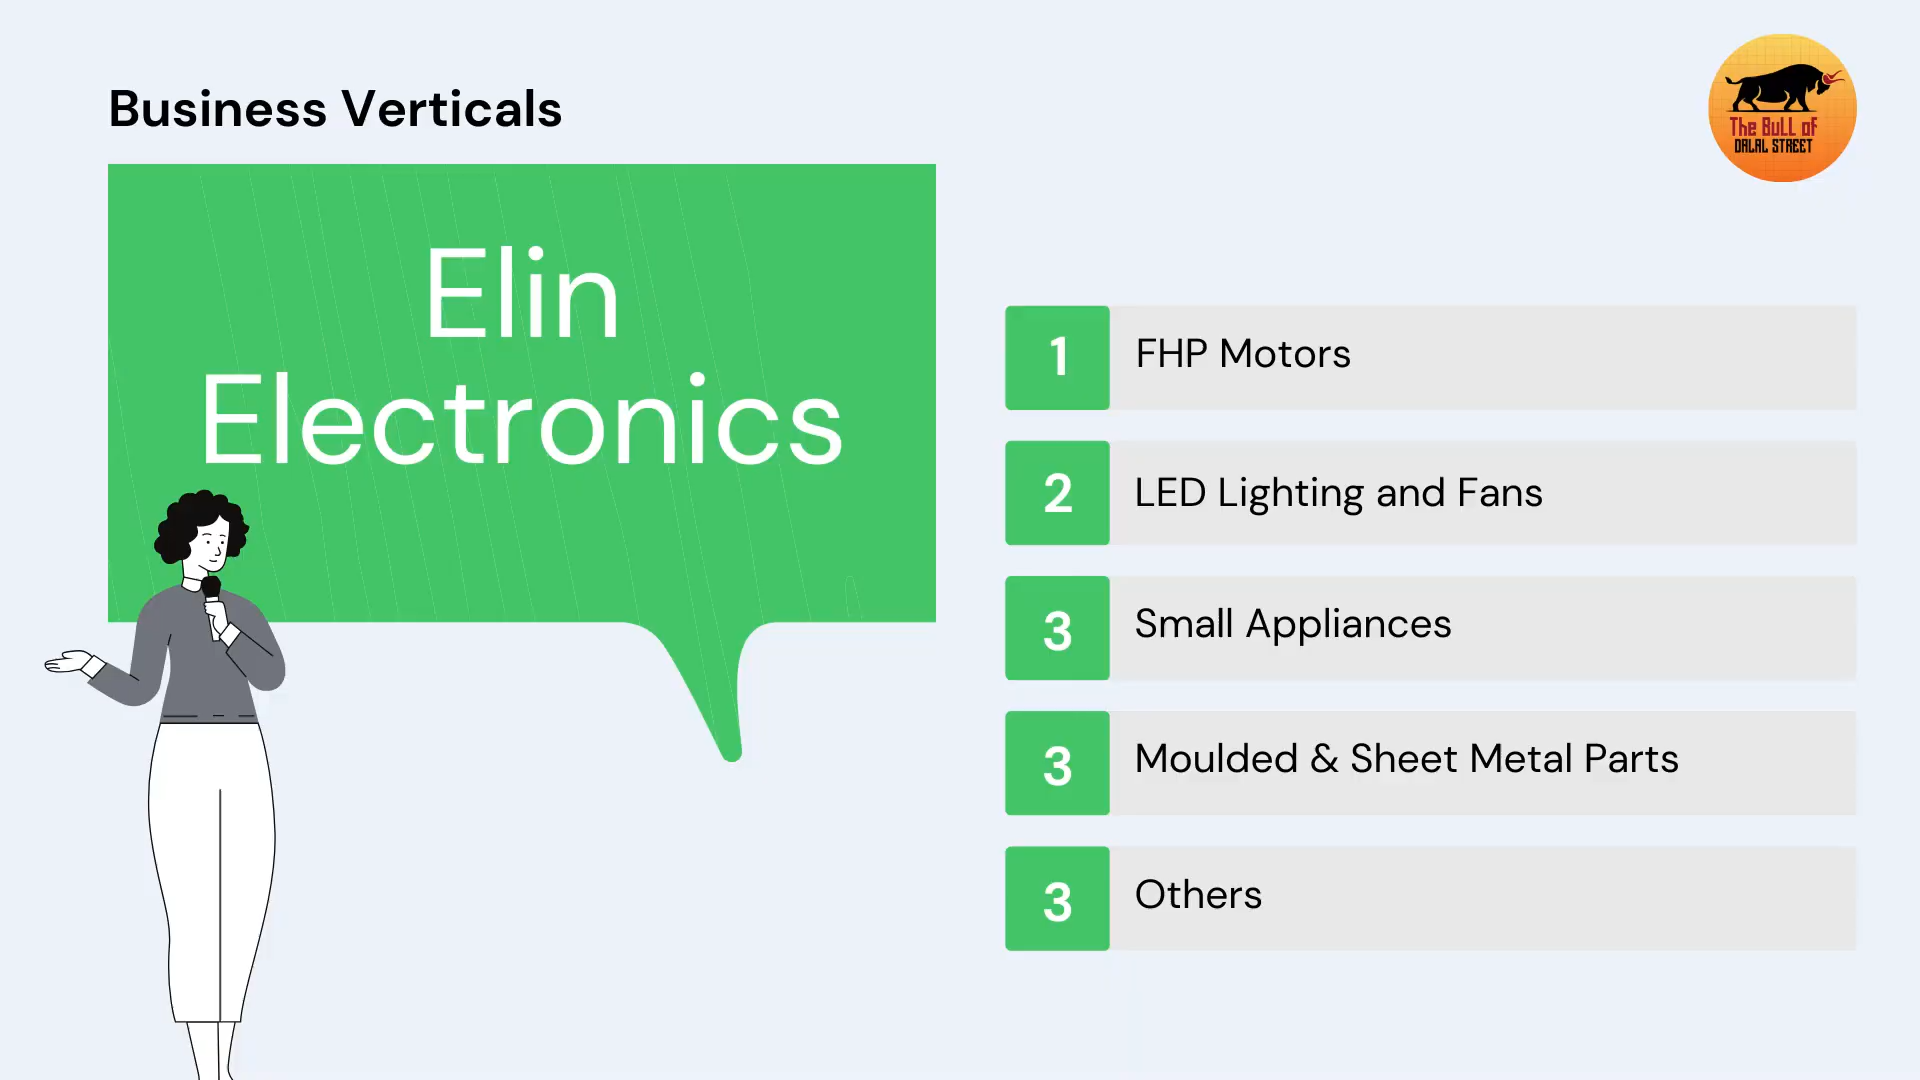 Business Verticals
The Bull of
DALAL STREET
Elin
Electronics
1 FHP Motors
2 LED Lighting and Fans
3 Small Appliances
3 Moulded & Sheet Metal Parts
3 Others